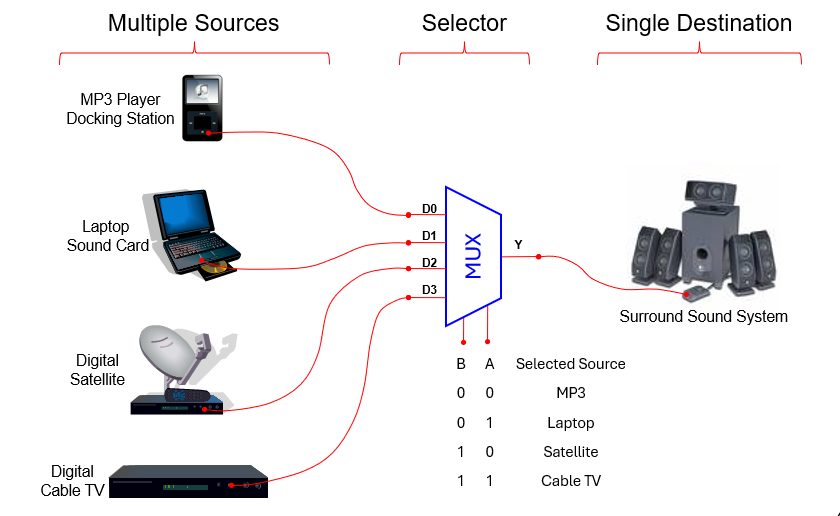 Multiple Sources
Selector
Single Destination
MP3 Player
Docking Station
Laptop
Sound Card
Digital
Satellite
Digital
Cable TV
D0
D1
D2
D3
MUX
Y
Surround Sound System
B A Selected Source
0 0 MP3
0 1 Laptop
1 0 Satellite
1 1 Cable TV